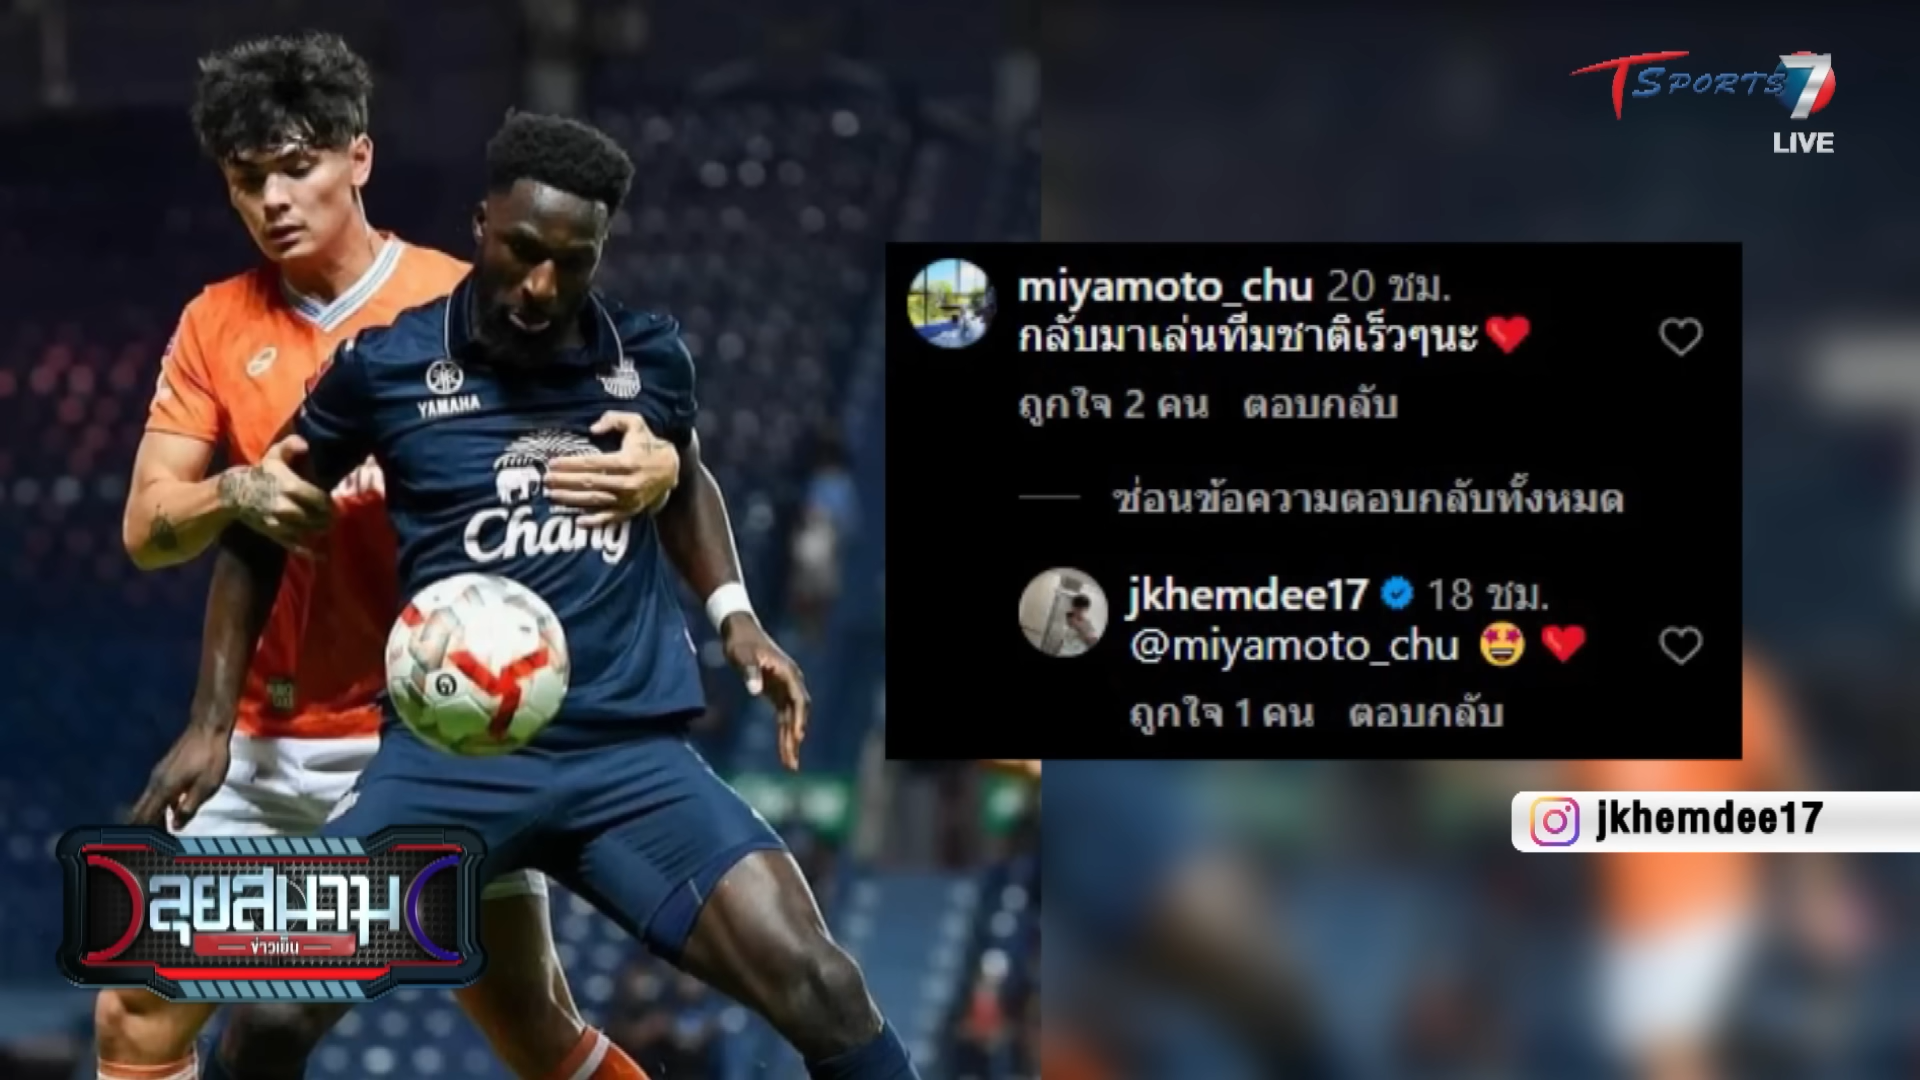 TSPORTS 7
LIVE
miyamoto_chu 20 ชม.
กลับมาเล่นทีมชาติเร็วๆนะ❤️
ถูกใจ 2 คน ตอบกลับ
ซ่อนข้อความตอบกลับทั้งหมด
jkhemdee17 18 ชม.
@miyamoto_chu 🤩 ❤️
ถูกใจ 1 คน ตอบกลับ
jkhemdee17
YAMAHA
Chang
ลุยสนาม
ข่าวเย็น